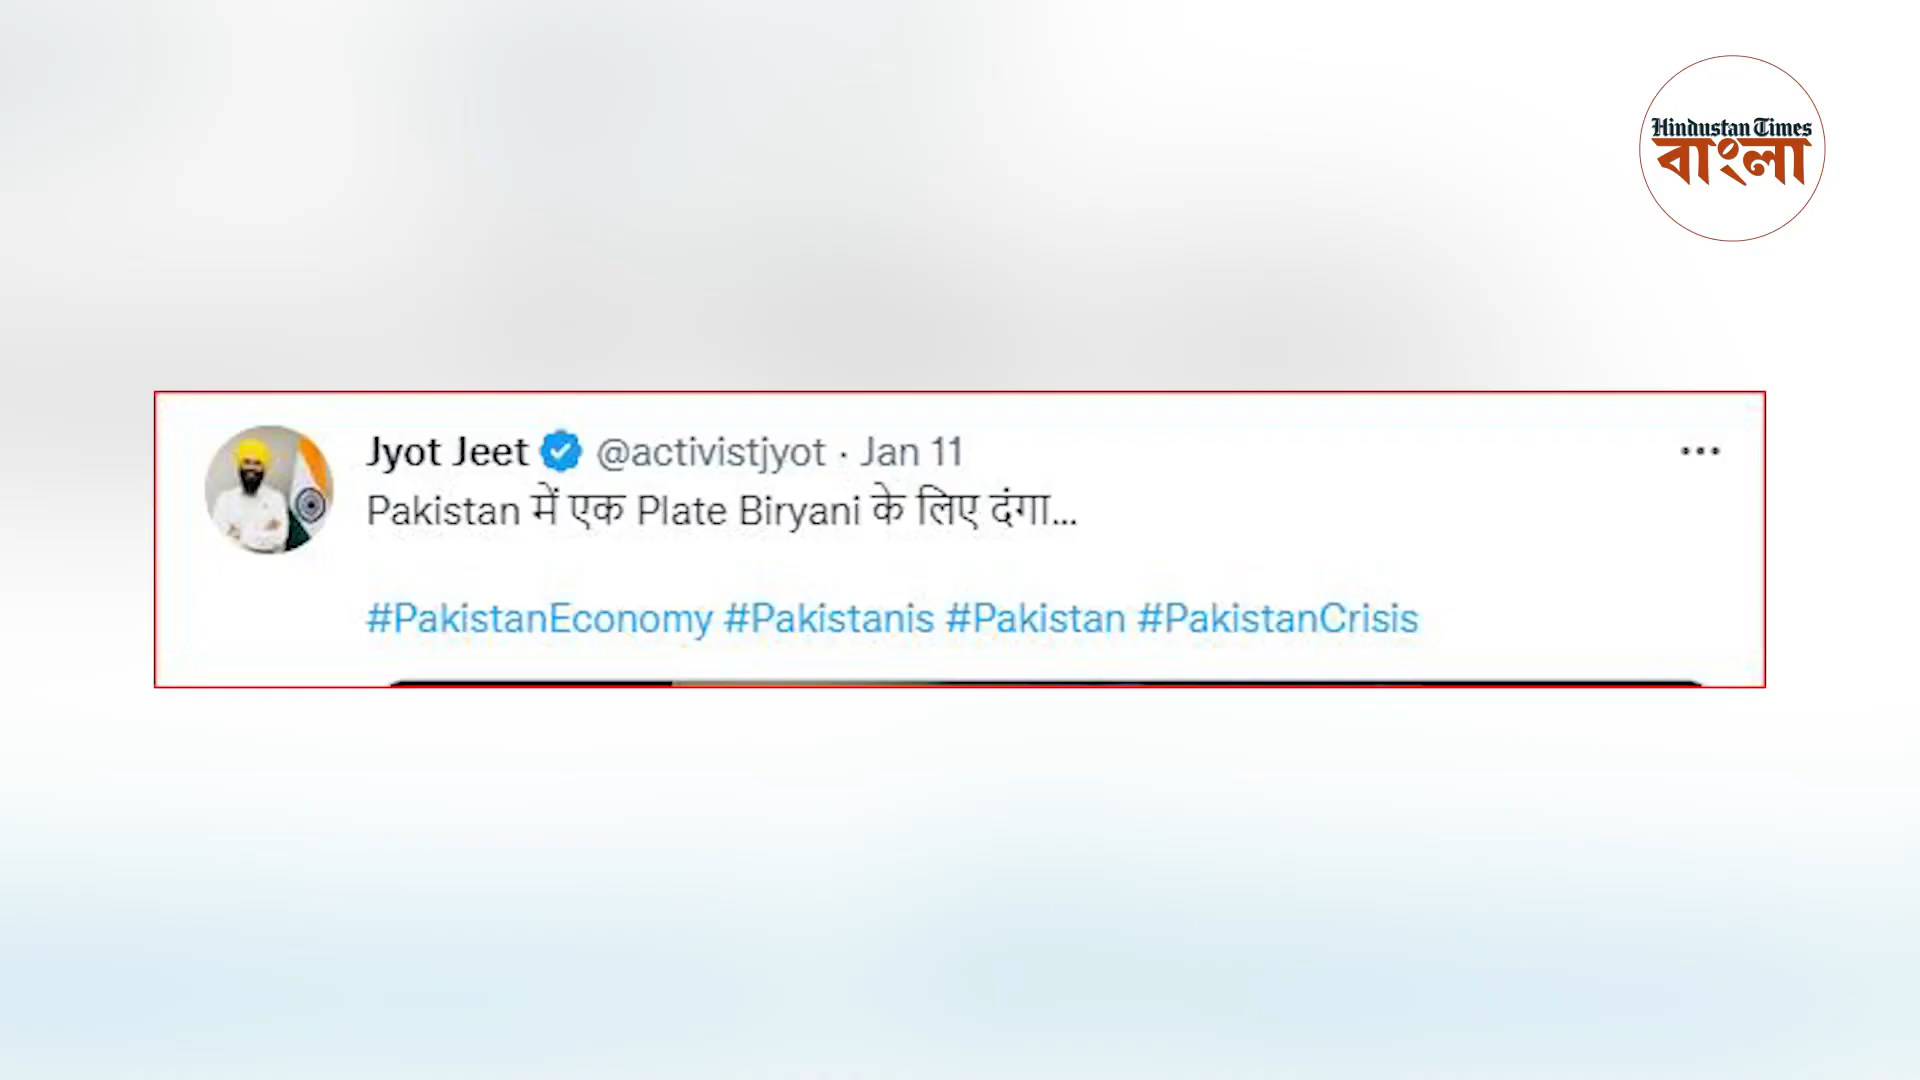 Hindustan Times
বাংলা
Jyot Jeet @activistjyot · Jan 11
Pakistan में एक Plate Biryani के लिए दंगा...
#PakistanEconomy #Pakistanis #Pakistan #PakistanCrisis